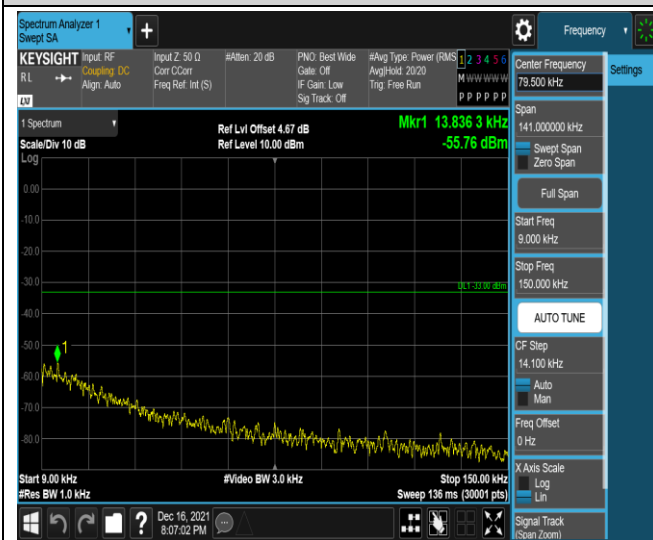 Spectrum Analyzer 1
Swept SA
Frequency
KEYSIGHT
Input: RF
Coupling: DC
Align: Auto
Input Z: 50 Ω
Corr CCorr
Freq Ref: Int (S)
#Atten: 20 dB
PNO: Best Wide
Gate: Off
IF Gain: Low
Sig Track: Off
#Avg Type: Power (RMS
Avg|Hold: 20/20
Trig: Free Run
1 2 3 4 5 6
M W W W W W
P P P P P P
R L
LXI
1 Spectrum
Scale/Div 10 dB
Log
Ref Lvl Offset 4.67 dB
Ref Level 10.00 dBm
Mkr1 13.836 3 kHz
-55.76 dBm
0.00
-10.0
-20.0
-30.0
DL1 -33.00 dBm
-40.0
-50.0
1
-60.0
-70.0
-80.0
Start 9.00 kHz
#Res BW 1.0 kHz
#Video BW 3.0 kHz
Stop 150.00 kHz
Sweep 136 ms (30001 pts)
Dec 16, 2021
8:07:02 PM
Center Frequency
79.500 kHz
Settings
Span
141.000000 kHz
Swept Span
Zero Span
Full Span
Start Freq
9.000 kHz
Stop Freq
150.000 kHz
AUTO TUNE
CF Step
14.100 kHz
Auto
Man
Freq Offset
0 Hz
X Axis Scale
Log
Lin
Signal Track
(Span Zoom)